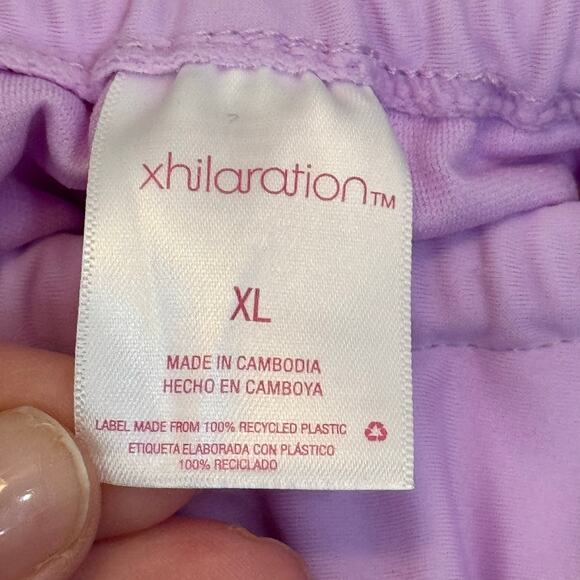 xhilaration™
XL
MADE IN CAMBODIA
HECHO EN CAMBOYA
LABEL MADE FROM 100% RECYCLED PLASTIC
ETIQUETA ELABORADA CON PLÁSTICO
100% RECICLADO